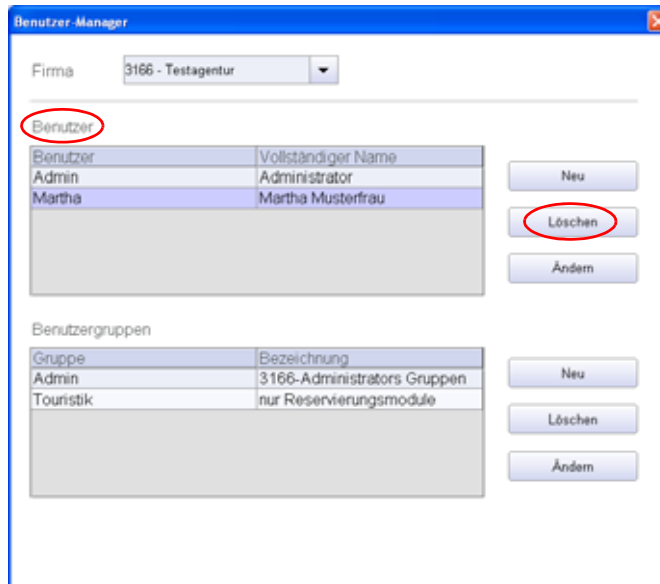 Benutzer-Manager
Firma 3166 - Testagentur
Benutzer
Benutzer Vollständiger Name
Admin Administrator
Martha Martha Musterfrau
Neu
Löschen
Ändern
Benutzergruppen
Gruppe Bezeichnung
Admin 3166-Administrators Gruppen
Touristik nur Reservierungsmodule
Neu
Löschen
Ändern